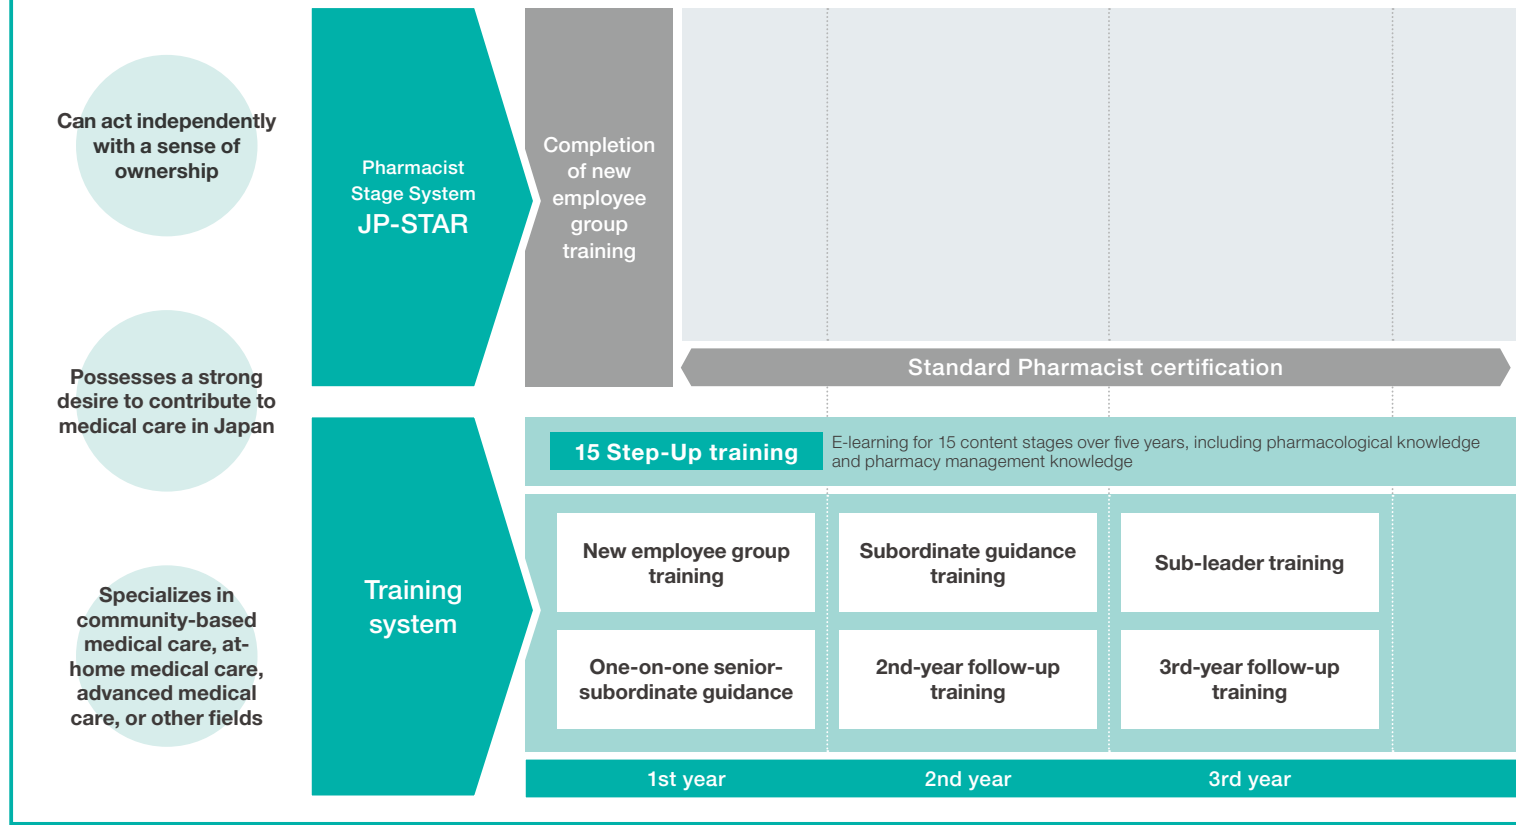 Can act independently
with a sense of
ownership
Possesses a strong
desire to contribute to
medical care in Japan
Specializes in
community-based
medical care, at-
home medical care,
advanced medical
care, or other fields
Pharmacist
Stage System
JP-STAR
Completion
of new
employee
group
training
Standard Pharmacist certification
Training
system
15 Step-Up training
E-learning for 15 content stages over five years, including pharmacological knowledge
and pharmacy management knowledge
New employee group
training
Subordinate guidance
training
Sub-leader training
One-on-one senior-
subordinate guidance
2nd-year follow-up
training
3rd-year follow-up
training
1st year
2nd year
3rd year